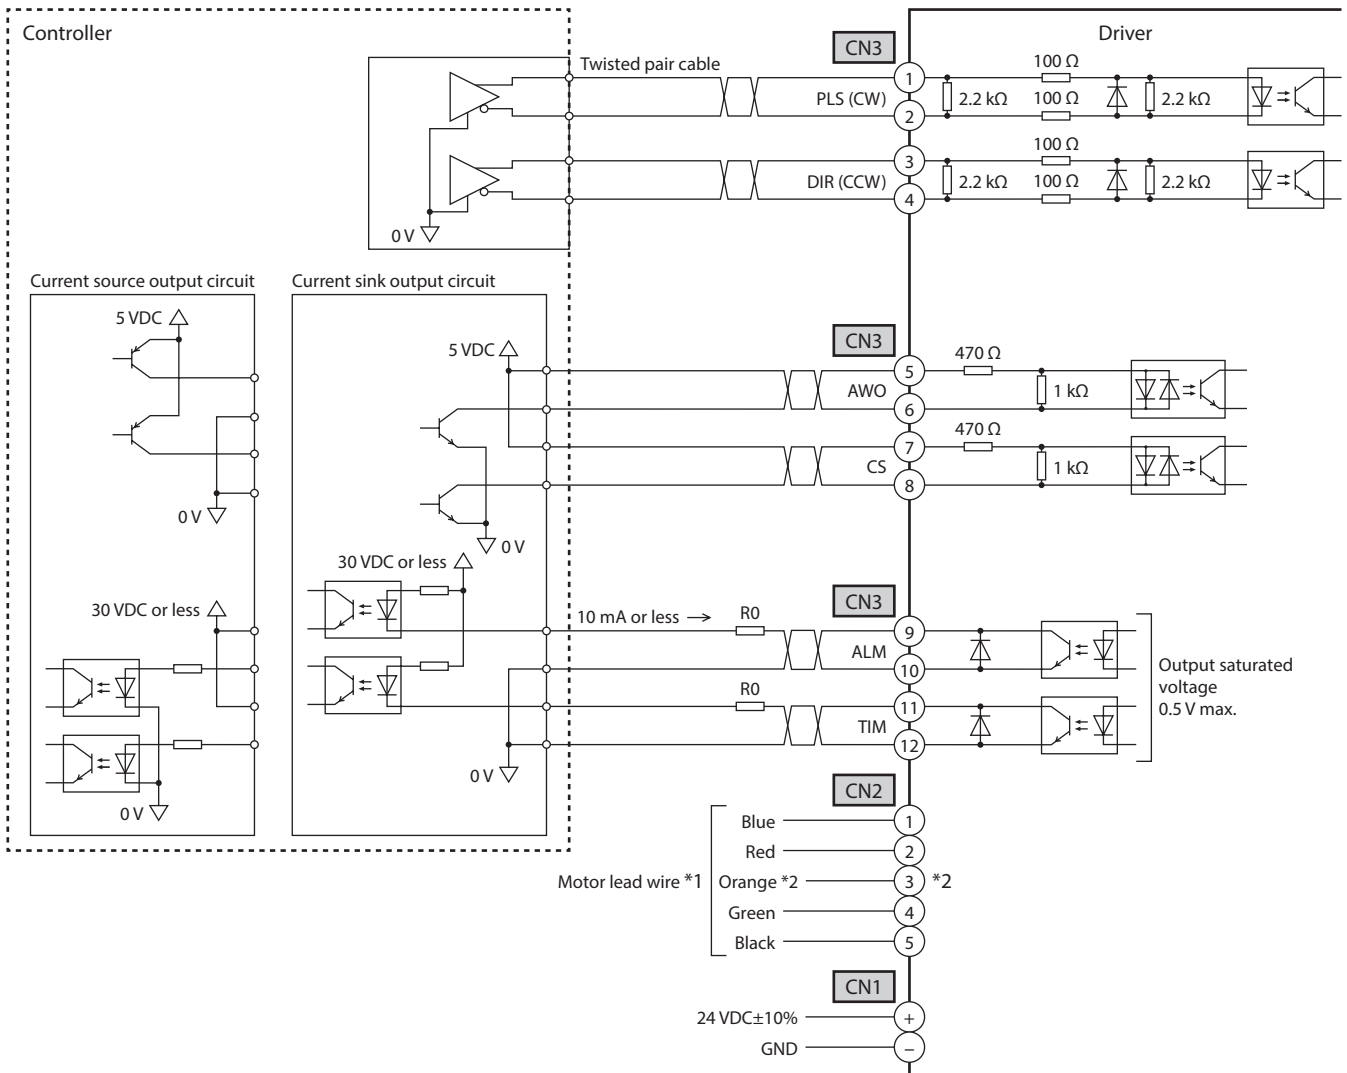 Controller
Driver
CN3
Twisted pair cable
100 Ω
1
PLS (CW)
2.2 kΩ
100 Ω
2.2 kΩ
2
100 Ω
3
DIR (CCW)
2.2 kΩ
100 Ω
2.2 kΩ
4
0 V
Current source output circuit
Current sink output circuit
5 VDC
5 VDC
CN3
470 Ω
5
AWO
1 kΩ
6
470 Ω
7
CS
1 kΩ
8
0 V
0 V
30 VDC or less
30 VDC or less
CN3
10 mA or less
R0
9
ALM
10
R0
11
TIM
12
Output saturated
voltage
0.5 V max.
0 V
0 V
CN2
Motor lead wire *1
Blue
1
Red
2
Orange *2
3
*2
Green
4
Black
5
CN1
24 VDC±10%
+
GND
−